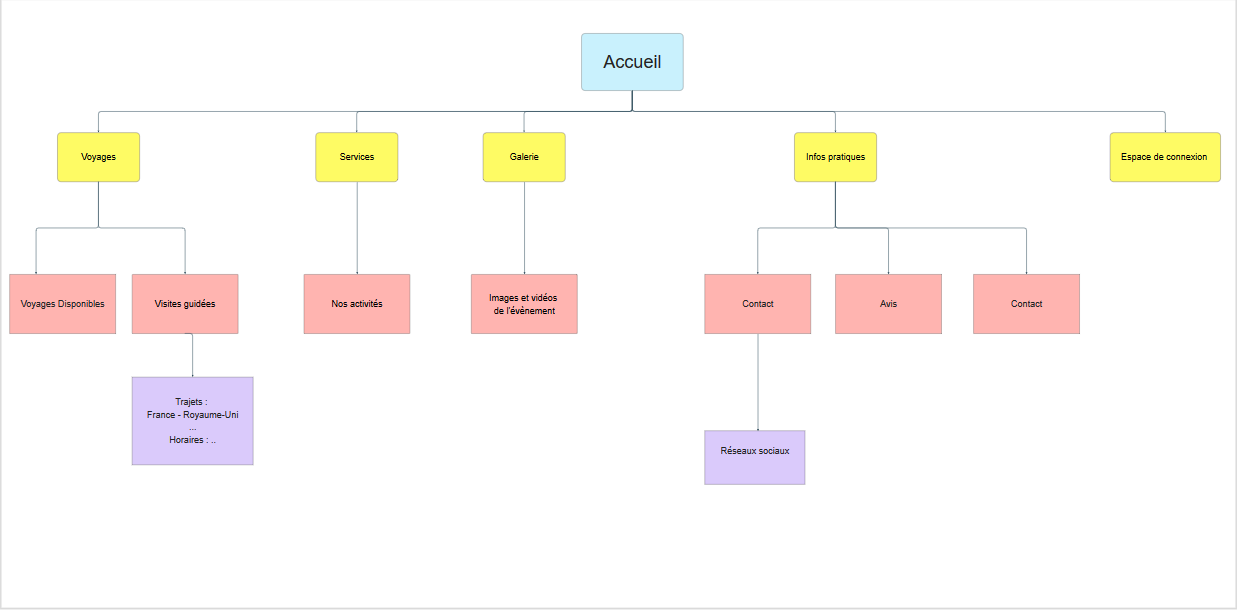 Accueil
Voyages
Services
Galerie
Infos pratiques
Espace de connexion
Voyages Disponibles
Visites guidées
Nos activités
Images et vidéos
de l'évènement
Contact
Avis
Contact
Trajets :
France - Royaume-Uni
...
Horaires : ..
Réseaux sociaux